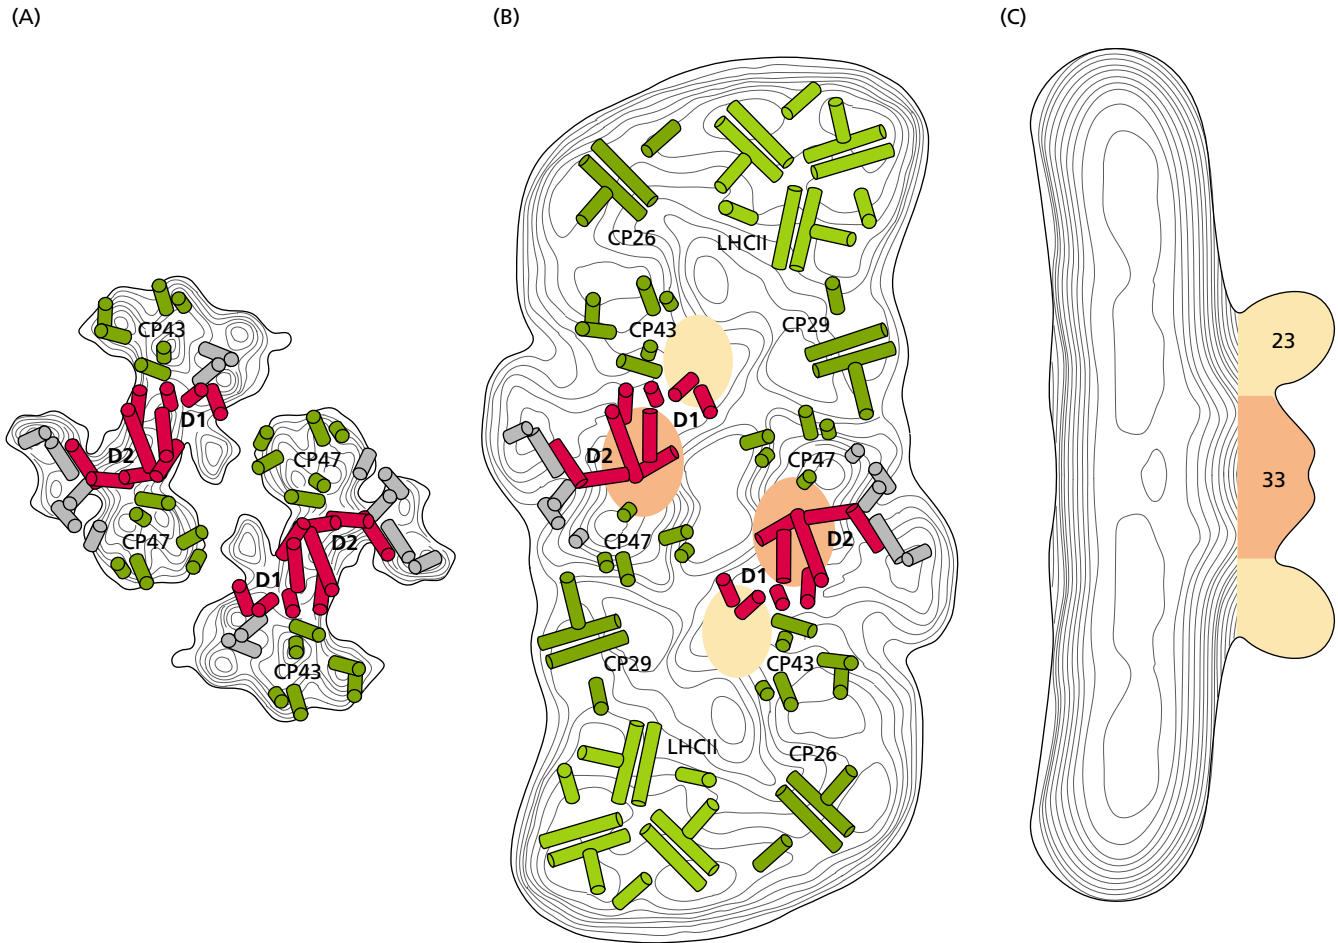 (A)
(B)
(C)
CP43
D1
D2
CP47
CP47
D2
D1
CP43
CP26
LHCII
CP43
CP29
D1
D2
CP47
CP47
D2
D1
CP29
CP43
LHCII
CP26
23
33